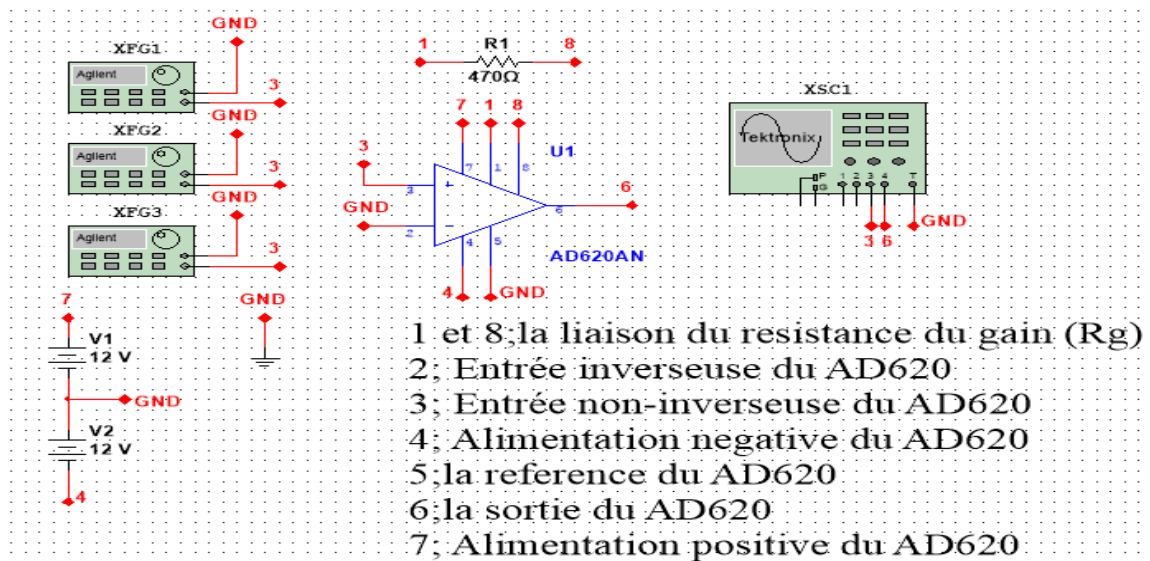 GND
XFG1
Agilent
3
GND
XFG2
Agilent
3
GND
XFG3
Agilent
3
7
V1
12 V
GND
V2
12 V
4
GND
1
R1
8
470Ω
7 1 8
3
7
1
8
U1
3
+
6
6
GND
-
2
4
5
AD620AN
4
GND
XSC1
Tektronix
P
G
1 2 3 4 T
3 6
GND
1 et 8;la liaison du resistance du gain (Rg)
2; Entrée inverseuse du AD620
3; Entrée non-inverseuse du AD620
4; Alimentation negative du AD620
5;la reference du AD620
6;la sortie du AD620
7; Alimentation positive du AD620